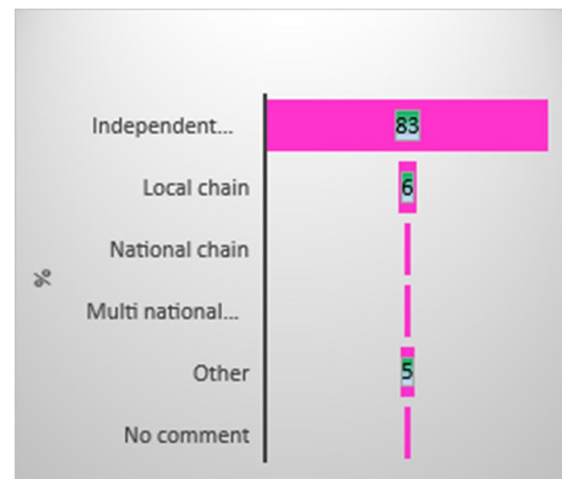 Independent...
83
Local chain
6
National chain
Multi national...
%
Other
5
No comment